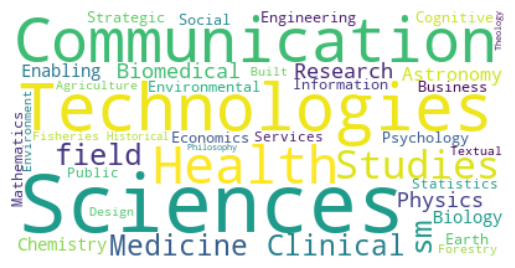 Strategic Social Engineering Cognitive Theology
Communication
Enabling Biomedical Built Research Astronomy
Agriculture Environmental Information Business
Technologies
Mathematics Environment Fisheries Historical Economics Services Psychology
field Health Philosophy Studies Textual
Public Statistics
Sciences sm Physics
Design Biology
Chemistry Medicine Clinical Earth
Forestry